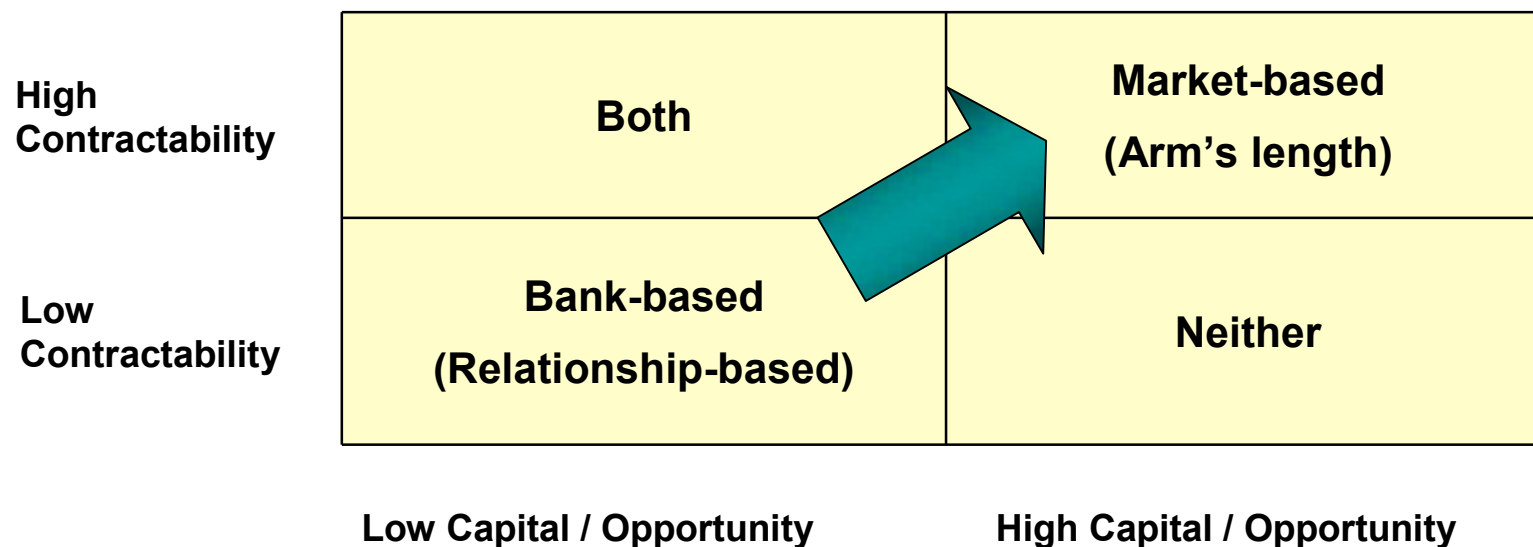 High
Contractability
Both
Market-based
(Arm’s length)
Low
Contractability
Bank-based
(Relationship-based)
Neither
Low Capital / Opportunity
High Capital / Opportunity